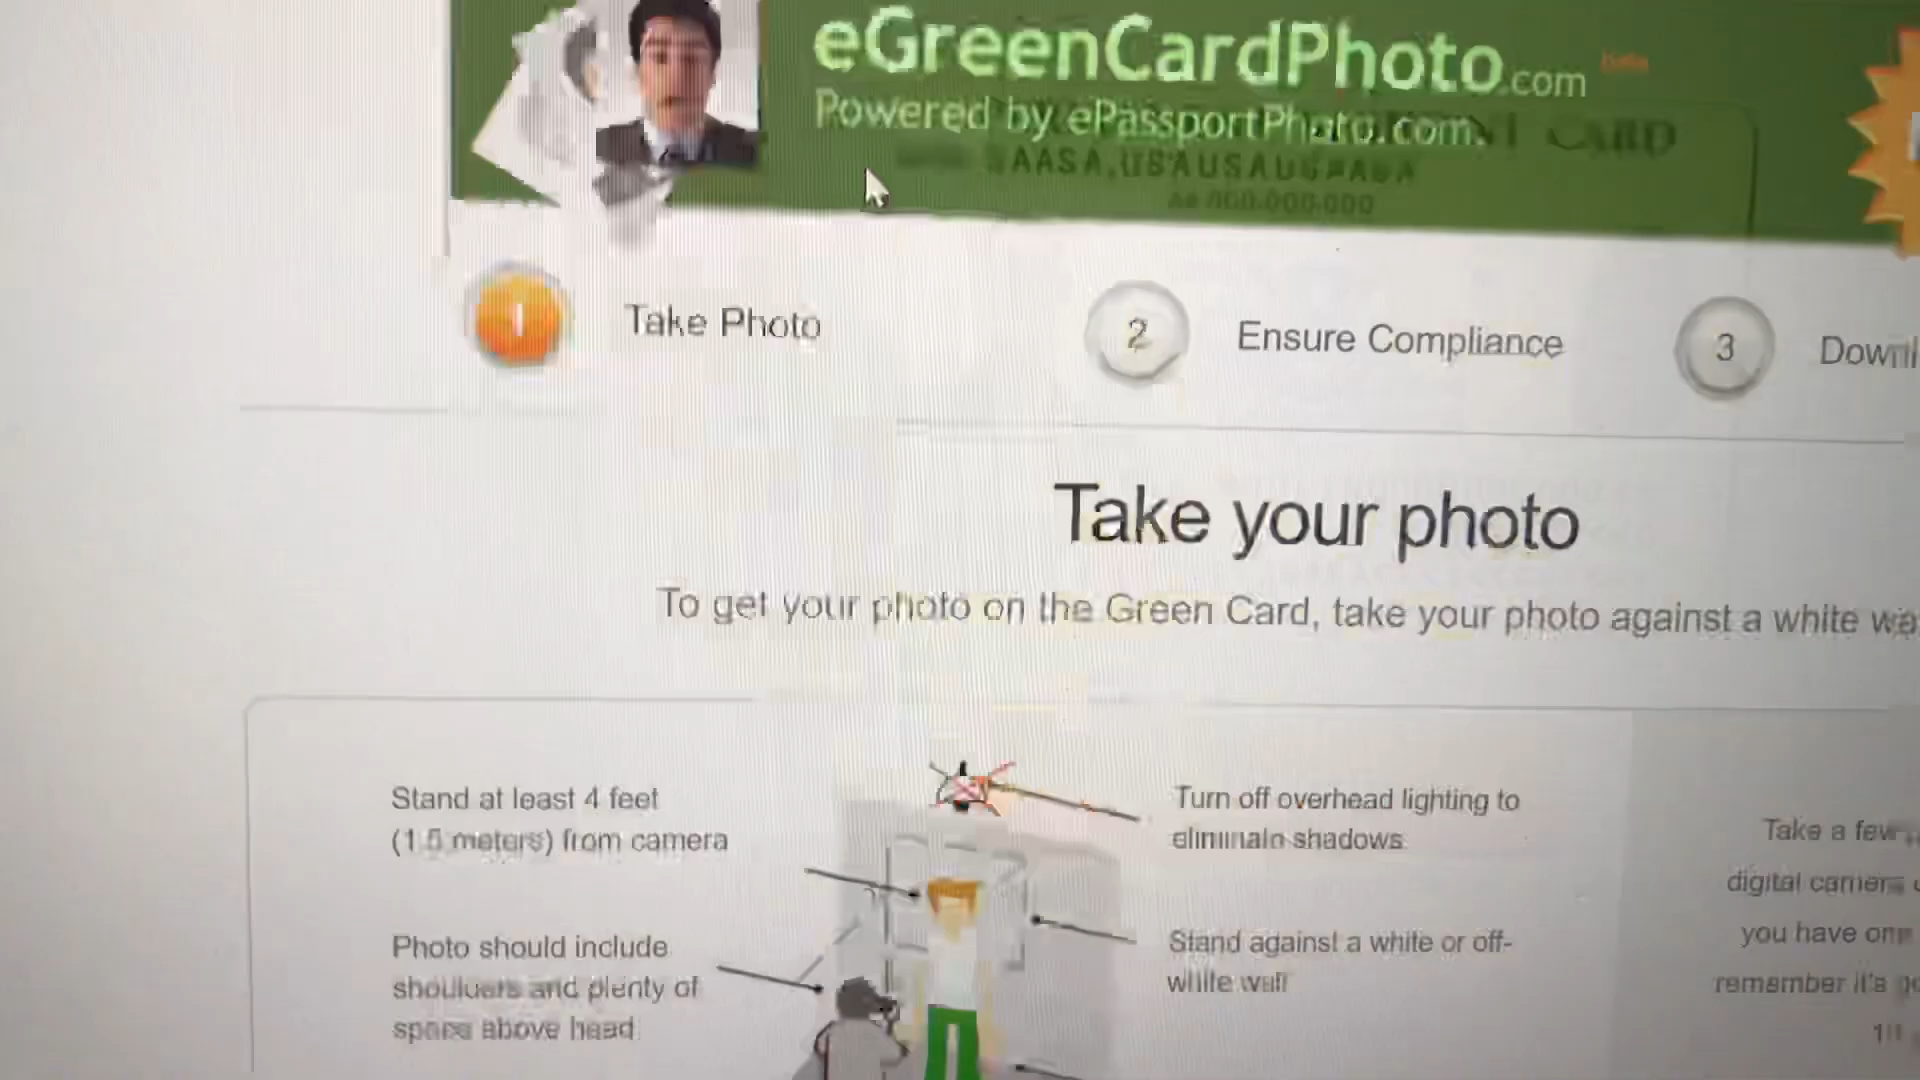 eGreenCardPhoto.com Beta
Powered by ePassportPhoto.com.
CARD
1 Take Photo
2 Ensure Compliance
3
Take your photo
To get your photo on the Green Card, take your photo against a white
Stand at least 4 feet
(1.5 meters) from camera
Photo should include
shoulders and plenty of
space above head
Turn off overhead lighting to
eliminate shadows
Stand against a white or off-
white wall
Take a few
digital camera
you have one
remember it's